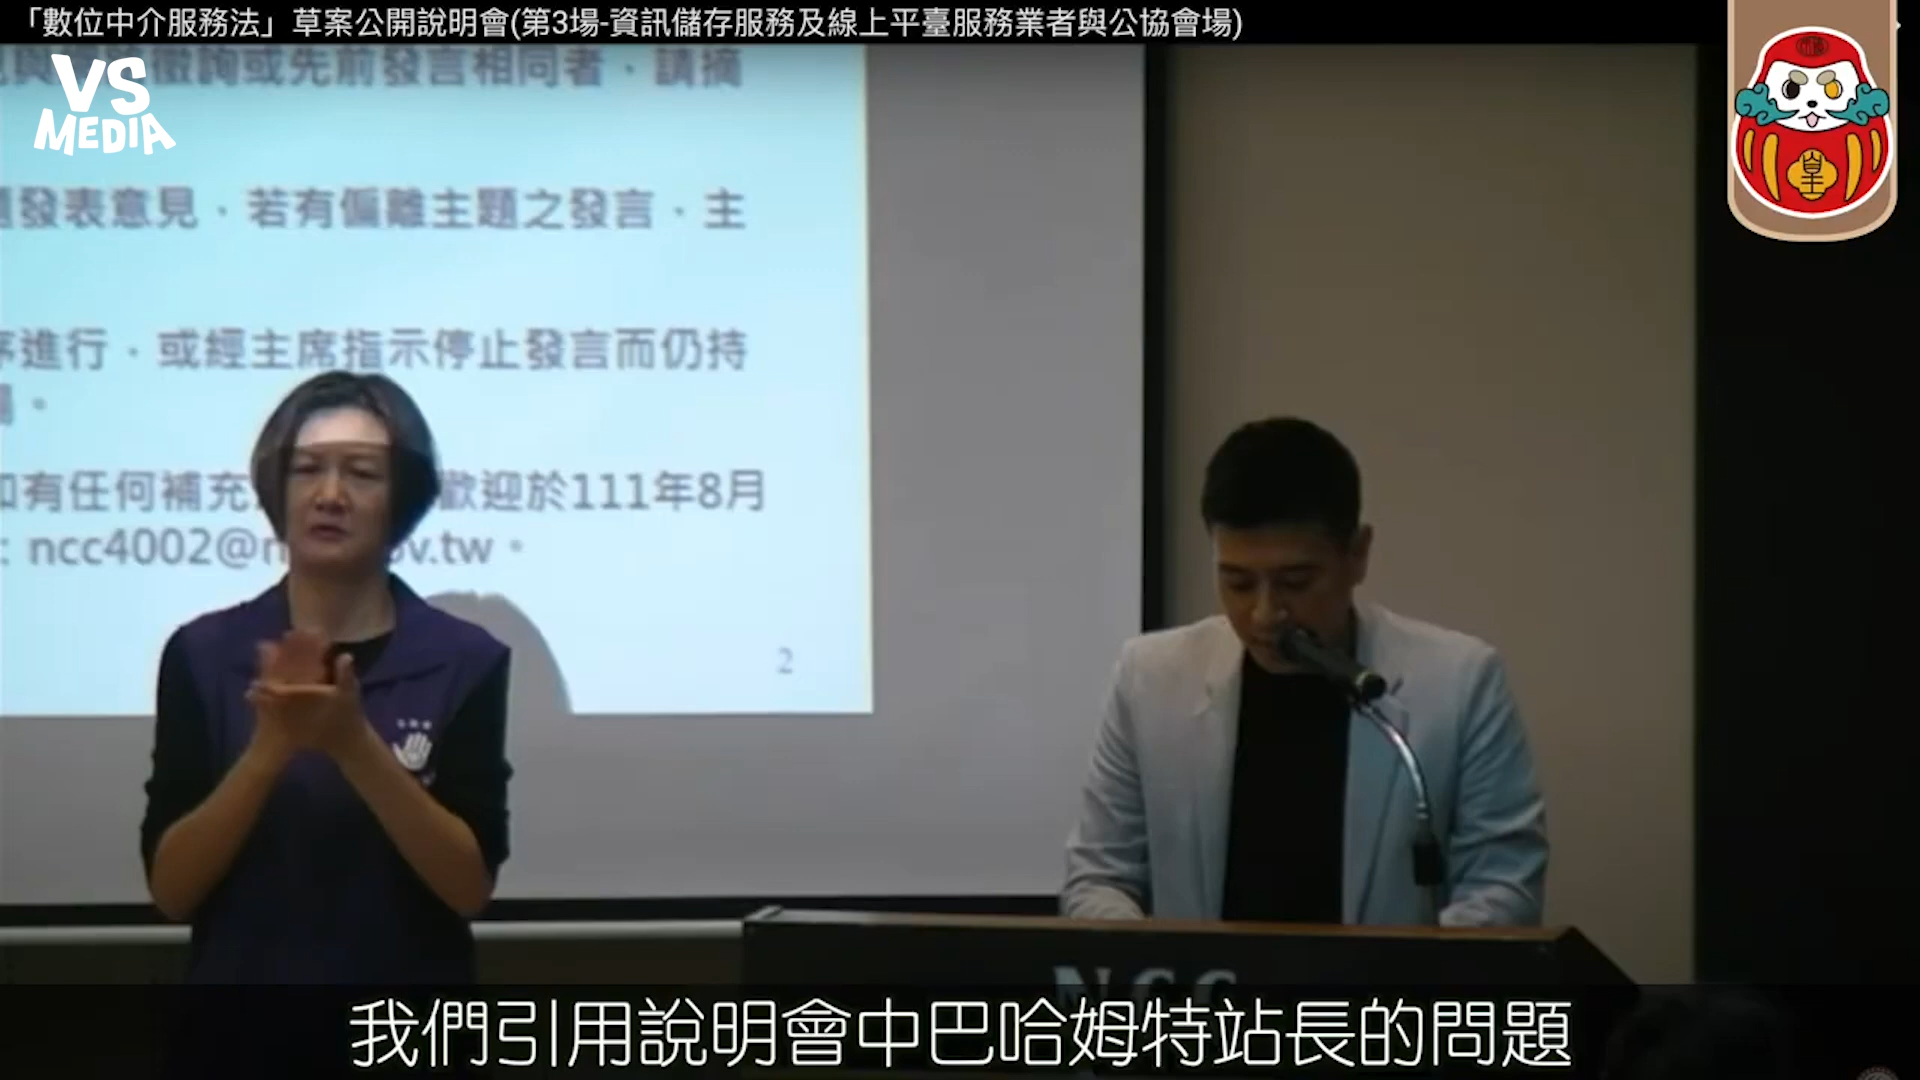 「數位中介服務法」草案公開說明會(第3場-資訊儲存服務及線上平臺服務業者與公協會場)
VS
MEDIA
徵詢或先前發言相同者，請摘
發表意見，若有偏離主題之發言，主
進行，或經主席指示停止發言而仍持
。
如有任何補充 歡迎於111年8月
: ncc4002@n ov.tw。
2
皇
NCC
我們引用說明會中巴哈姆特站長的問題